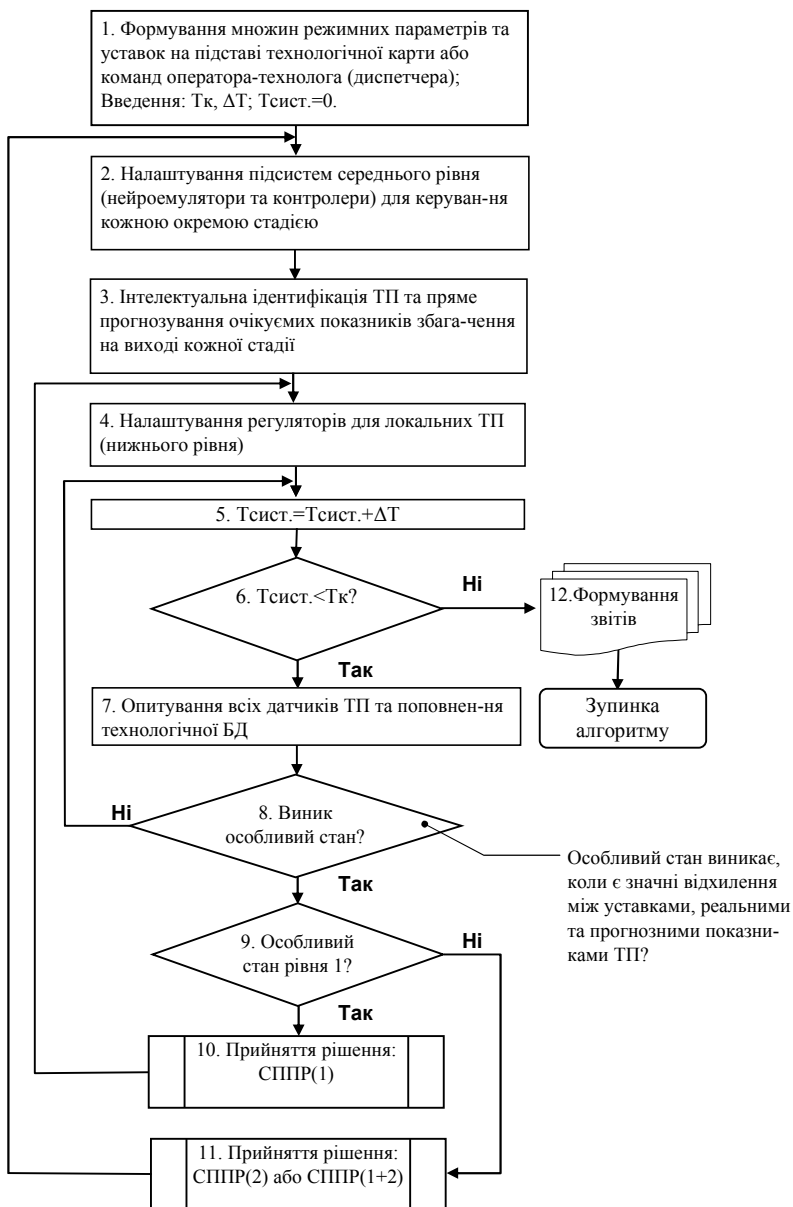 1. Формування множин режимних параметрів та
уставок на підставі технологічної карти або
команд оператора-технолога (диспетчера);
Введення: Тк, ΔТ; Тсист.=0.
2. Налаштування підсистем середнього рівня
(нейроемулятори та контролери) для керуван-ня
кожною окремою стадією
3. Інтелектуальна ідентифікація ТП та пряме
прогнозування очікуємих показників збага-чення
на виході кожної стадії
4. Налаштування регуляторів для локальних ТП
(нижнього рівня)
5. Тсист.=Тсист.+ΔТ
6. Тсист.<Тк?
Ні
12.Формування
звітів
Так
7. Опитування всіх датчиків ТП та поповнен-ня
технологічної БД
Зупинка
алгоритму
Ні
8. Виник
особливий стан?
Особливий стан виникає,
коли є значні відхилення
між уставками, реальними
та прогнозними показни-
ками ТП?
Так
9. Особливий
стан рівня 1?
Ні
Так
10. Прийняття рішення:
СППР(1)
11. Прийняття рішення:
СППР(2) або СППР(1+2)